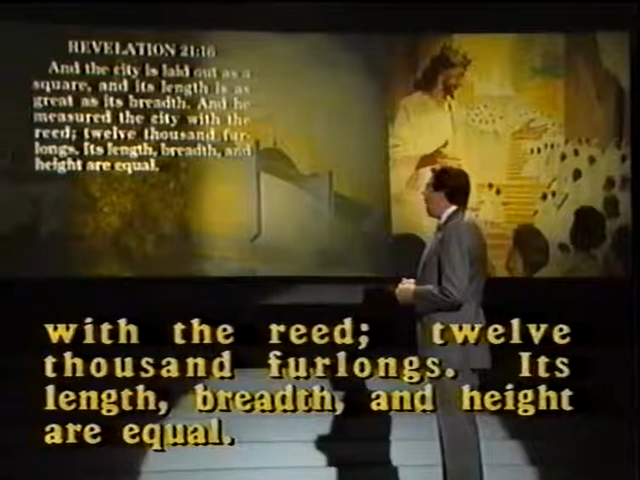 REVELATION 21:16
And the city is laid out as a
square, and its length is as
great as its breadth. And he
measured the city with the
reed; twelve thousand fur-
longs. Its length, breadth, and
height are equal.
with the reed; twelve
thousand furlongs. Its
length, breadth, and height
are equal.